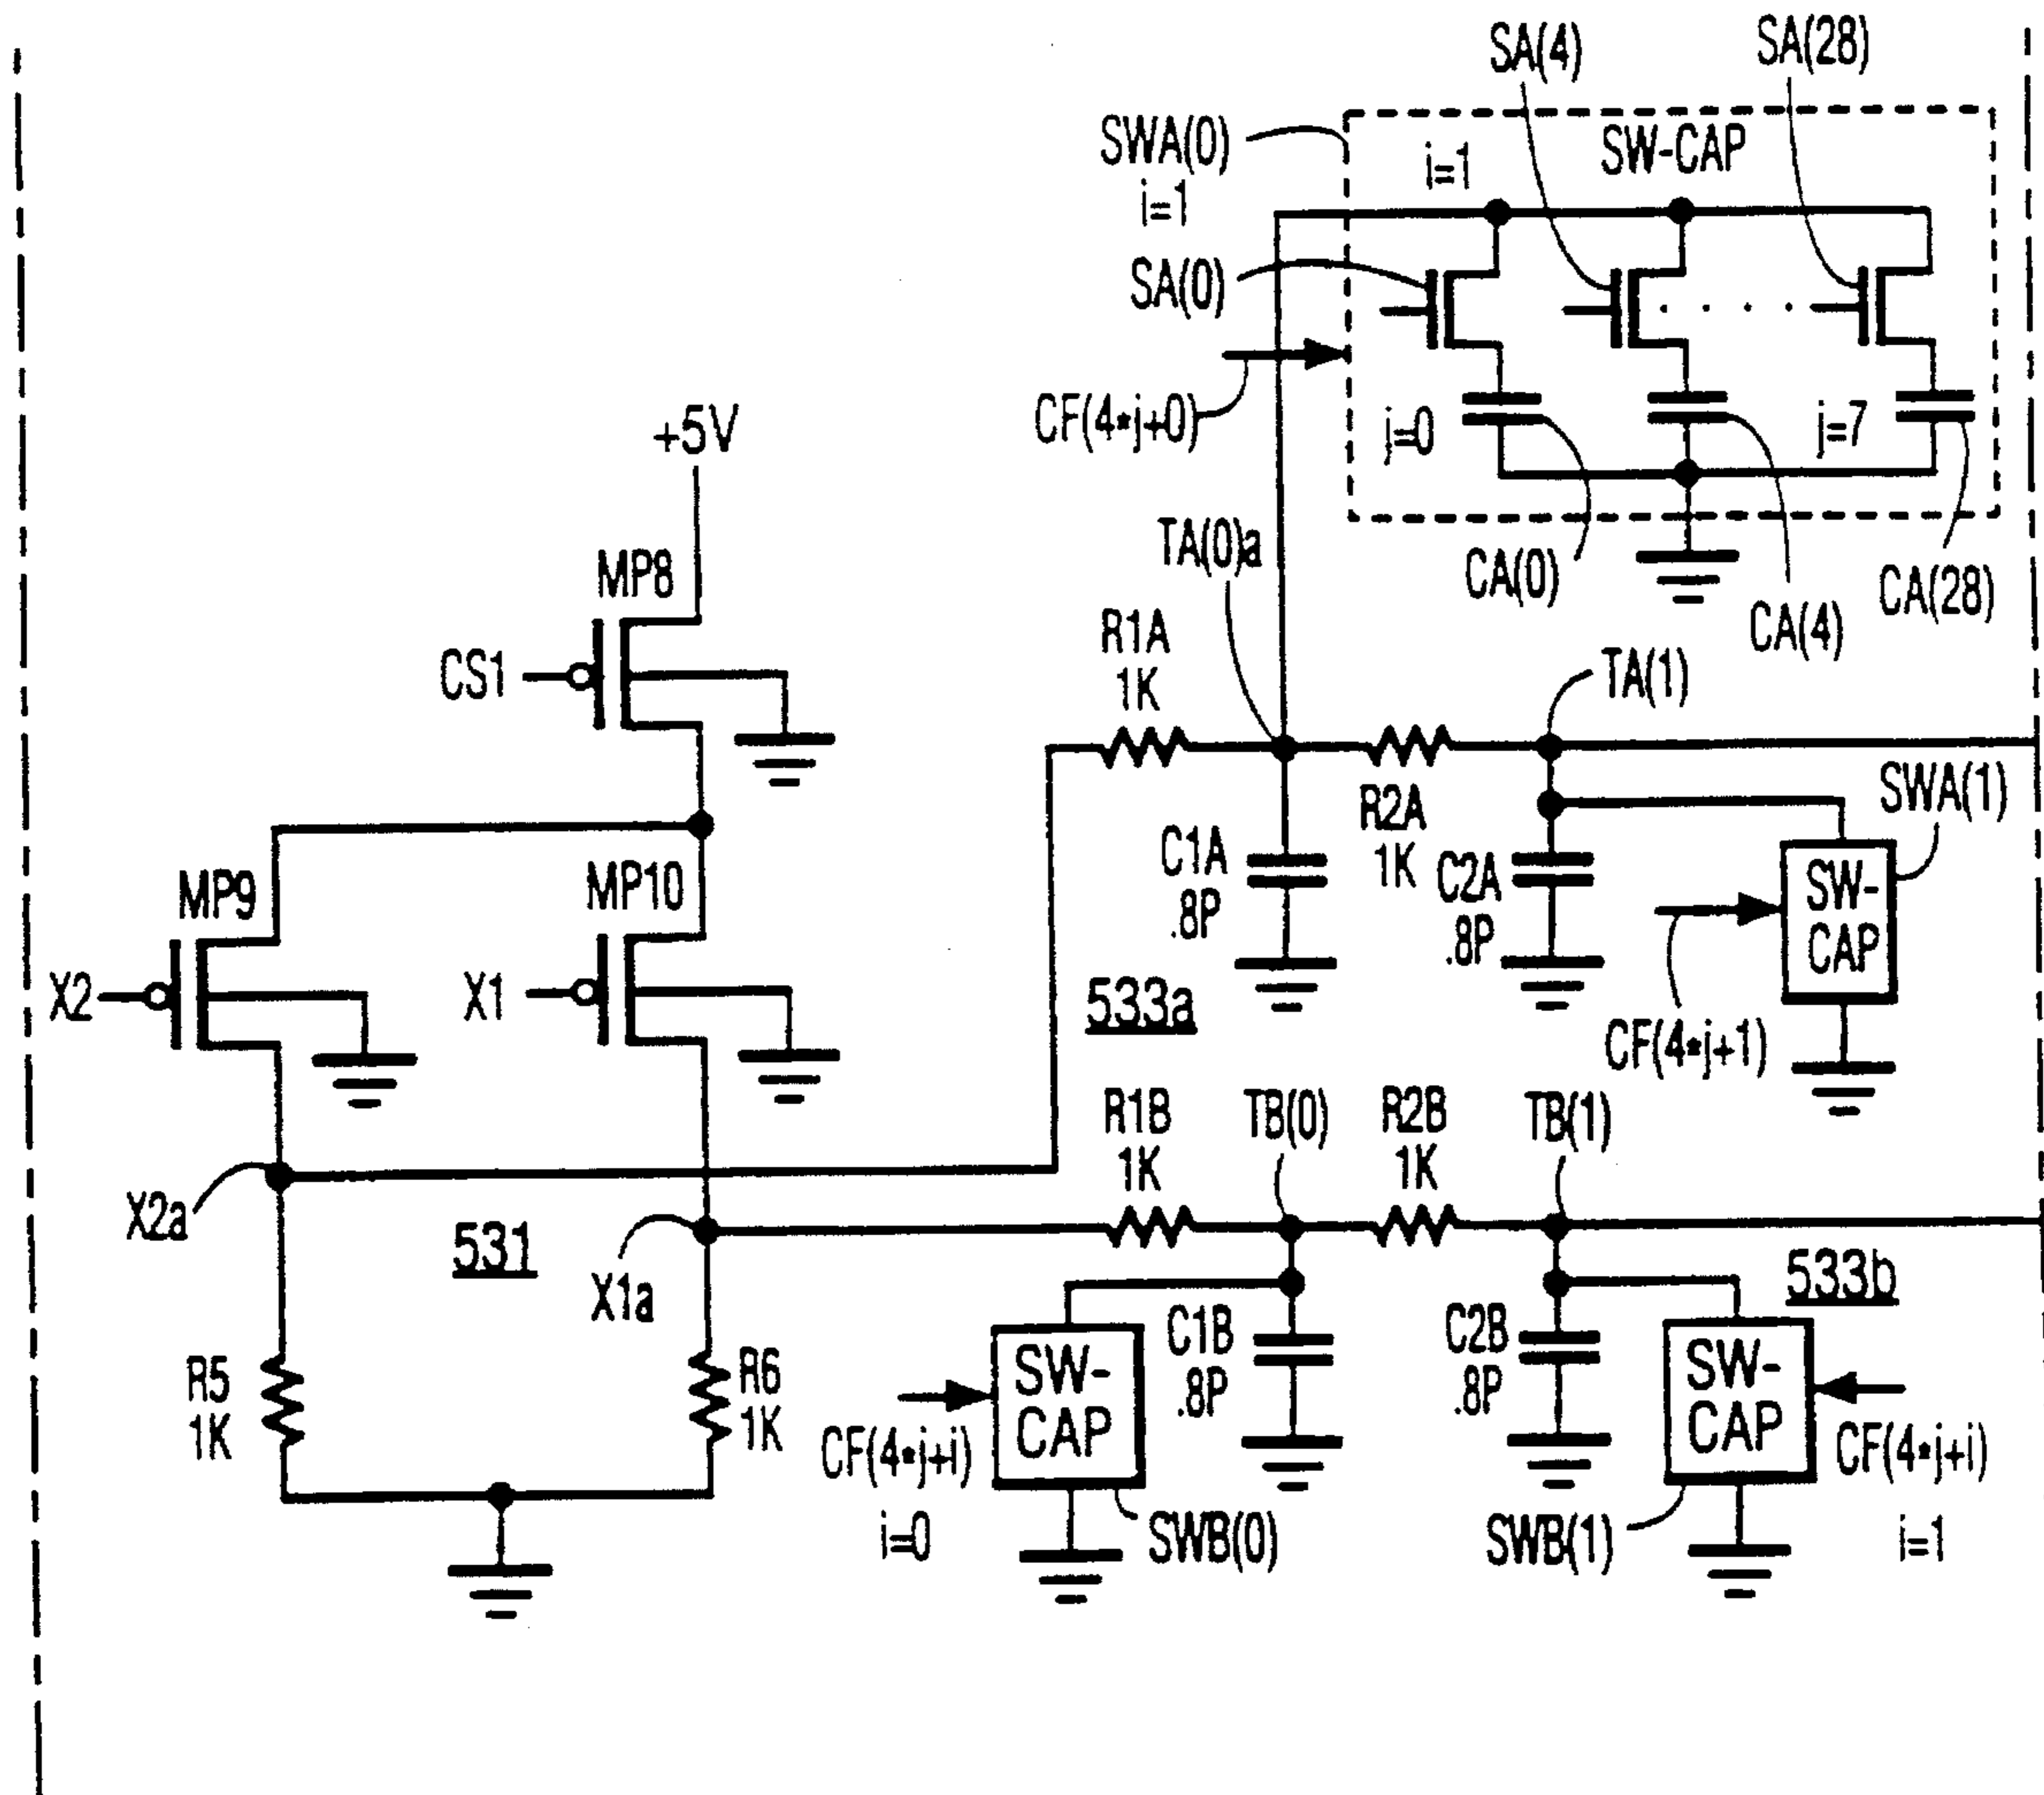 SA(4)
SA(28)
SWA(0)
i=1
i=1
SW-CAP
SA(0)
CF(4*j+0)
j=0
j=7
+5V
TA(0)a
CA(0)
CA(4)
CA(28)
MP8
CS1
R1A
1K
TA(1)
R2A
1K
SWA(1)
C1A
.8P
C2A
.8P
SW-
CAP
MP9
MP10
X2
X1
533a
CF(4*j+1)
R1B
1K
TB(0)
R2B
1K
TB(1)
X2a
531
X1a
533b
C1B
.8P
C2B
.8P
R5
1K
R6
1K
SW-
CAP
SW-
CAP
CF(4*j+i)
i=0
SWB(0)
SWB(1)
CF(4*j+i)
i=1